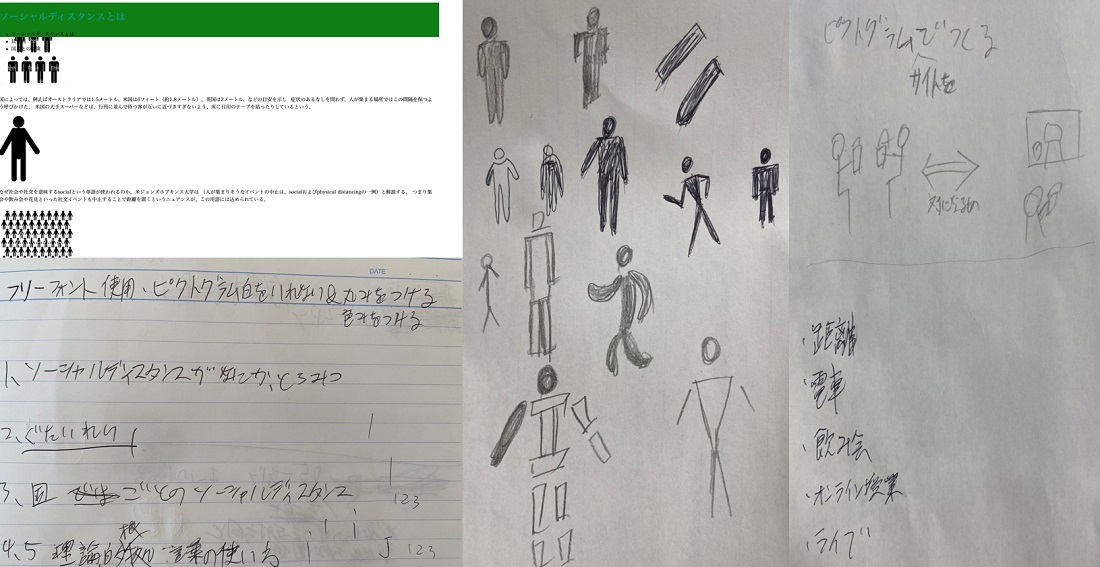 ソーシャルディスタンスとは
ソーシャルディスタンスとは
国によっては、例えばオーストラリアでは1.5メートル、米国は6フィート（約1.8メートル）、英国は2メートル、などの目安を示し 症状のあるなしを問わず、人が集まる場所ではこの間隔を保つよ
う呼びかけた。 米国の大手スーパーなどは、行列に並んで待つ客が互いに近づきすぎないよう、床に目印のテープを貼ったりしているという。
なぜ社会や社交を意味するsocialという単語が使われるのか。米ジョンズホプキンス大学は （人が集まりそうなイベントの中止は、socialおよびphysical distancingの一例）と解説する。 つまり集
会や飲み会や花見といった社交イベントも中止することで距離を置くというニュアンスが、この用語には込められている。
DATE
フリーフォント使用、ピクトグラム白をいれない& 丸みをつける
色みをつける
1、ソーシャルディスタンスが なにか、
2、ぐたいれい
3、国 ごとのソーシャルディスタンス
123
4、5 理論的 言葉の使い方
123
ピクトグラムでつくる
サイトを
対になるもの
・距離
・電車
・飲み会
・オンライン授業
・ライブ